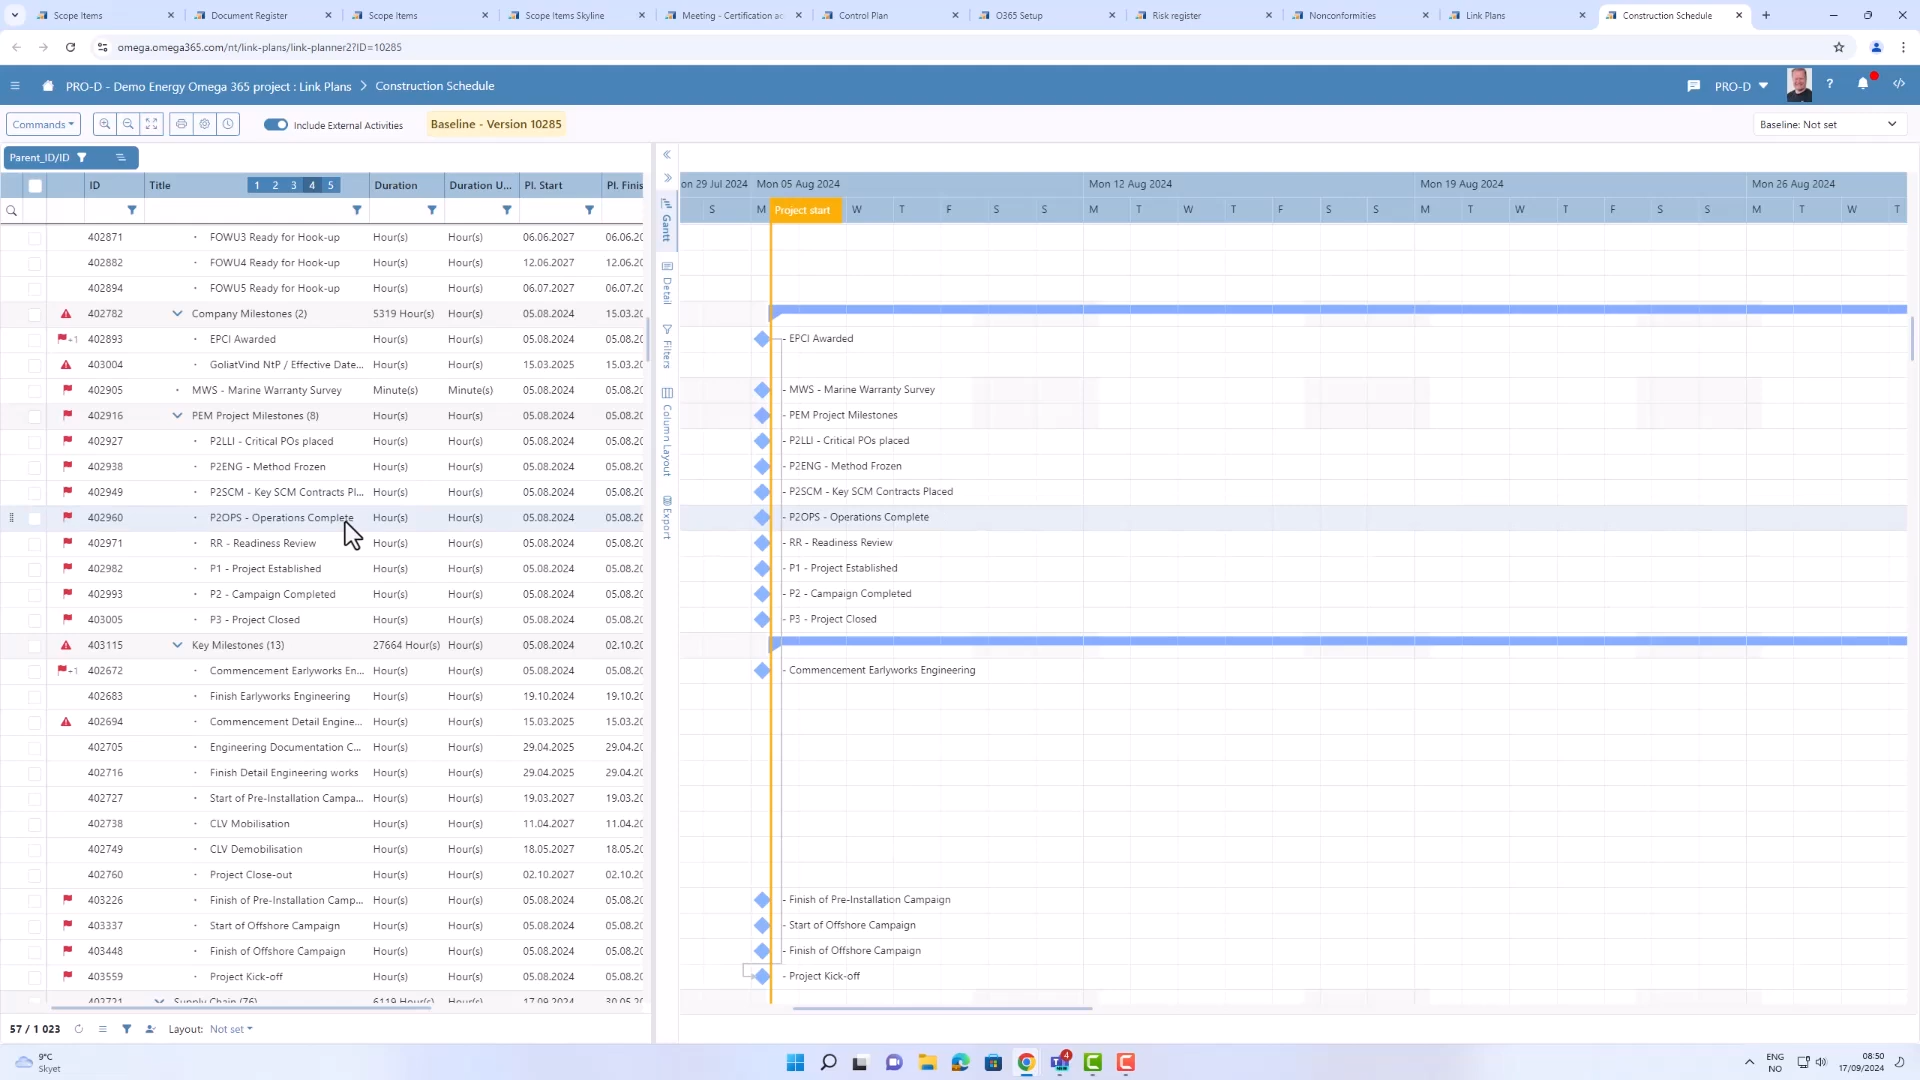 Scope Items
Document Register
Scope Items
Scope Items Skyline
Meeting - Certification ac
Control Plan
O365 Setup
Risk register
Nonconformities
Link Plans
Construction Schedule
omega.omega365.com/nt/link-plans/link-planner2?ID=10285
PRO-D - Demo Energy Omega 365 project : Link Plans > Construction Schedule
PRO-D
Commands
Include External Activities
Baseline - Version 10285
Baseline: Not set
Parent_ID/ID
ID Title 1 2 3 4 5 Duration Duration U... Pl. Start Pl. Finis
on 29 Jul 2024 Mon 05 Aug 2024 Mon 12 Aug 2024 Mon 19 Aug 2024 Mon 26 Aug 2024
S M Project start W T F S S M T W T F S S M T W T F S S M T W T
Gantt
Detail
Filters
Column Layout
Export
402871 FOWU3 Ready for Hook-up Hour(s) Hour(s) 06.06.2027 06.06.20
402882 FOWU4 Ready for Hook-up Hour(s) Hour(s) 12.06.2027 12.06.20
402894 FOWU5 Ready for Hook-up Hour(s) Hour(s) 06.07.2027 06.07.20
402782 Company Milestones (2) 5319 Hour(s) Hour(s) 05.08.2024 15.03.20
+1 402893 EPCI Awarded Hour(s) Hour(s) 05.08.2024 05.08.20 - EPCI Awarded
403004 GoliatVind NtP / Effective Date... Hour(s) Hour(s) 15.03.2025 15.03.20
402905 MWS - Marine Warranty Survey Minute(s) Minute(s) 05.08.2024 05.08.20 - MWS - Marine Warranty Survey
402916 PEM Project Milestones (8) Hour(s) Hour(s) 05.08.2024 05.08.20 - PEM Project Milestones
402927 P2LLI - Critical POs placed Hour(s) Hour(s) 05.08.2024 05.08.20 - P2LLI - Critical POs placed
402938 P2ENG - Method Frozen Hour(s) Hour(s) 05.08.2024 05.08.20 - P2ENG - Method Frozen
402949 P2SCM - Key SCM Contracts Pl... Hour(s) Hour(s) 05.08.2024 05.08.20 - P2SCM - Key SCM Contracts Placed
402960 P2OPS - Operations Complete Hour(s) Hour(s) 05.08.2024 05.08.20 - P2OPS - Operations Complete
402971 RR - Readiness Review Hour(s) Hour(s) 05.08.2024 05.08.20 - RR - Readiness Review
402982 P1 - Project Established Hour(s) Hour(s) 05.08.2024 05.08.20 - P1 - Project Established
402993 P2 - Campaign Completed Hour(s) Hour(s) 05.08.2024 05.08.20 - P2 - Campaign Completed
403005 P3 - Project Closed Hour(s) Hour(s) 05.08.2024 05.08.20 - P3 - Project Closed
403115 Key Milestones (13) 27664 Hour(s) Hour(s) 05.08.2024 02.10.20
+1 402672 Commencement Earlyworks En... Hour(s) Hour(s) 05.08.2024 05.08.20 - Commencement Earlyworks Engineering
402683 Finish Earlyworks Engineering Hour(s) Hour(s) 19.10.2024 19.10.20
402694 Commencement Detail Engine... Hour(s) Hour(s) 15.03.2025 15.03.20
402705 Engineering Documentation C... Hour(s) Hour(s) 29.04.2025 29.04.20
402716 Finish Detail Engineering works Hour(s) Hour(s) 29.04.2025 29.04.20
402727 Start of Pre-Installation Campa... Hour(s) Hour(s) 19.03.2027 19.03.20
402738 CLV Mobilisation Hour(s) Hour(s) 11.04.2027 11.04.20
402749 CLV Demobilisation Hour(s) Hour(s) 18.05.2027 18.05.20
402760 Project Close-out Hour(s) Hour(s) 02.10.2027 02.10.20
403226 Finish of Pre-Installation Camp... Hour(s) Hour(s) 05.08.2024 05.08.20 - Finish of Pre-Installation Campaign
403337 Start of Offshore Campaign Hour(s) Hour(s) 05.08.2024 05.08.20 - Start of Offshore Campaign
403448 Finish of Offshore Campaign Hour(s) Hour(s) 05.08.2024 05.08.20 - Finish of Offshore Campaign
403559 Project Kick-off Hour(s) Hour(s) 05.08.2024 05.08.20 - Project Kick-off
402721 Supply Chain (76) 6119 Hour(s) Hour(s) 17.09.2024 30.05.20
57 / 1 023 Layout: Not set
9°C
Skyet
4
ENG
NO
08:50
17/09/2024